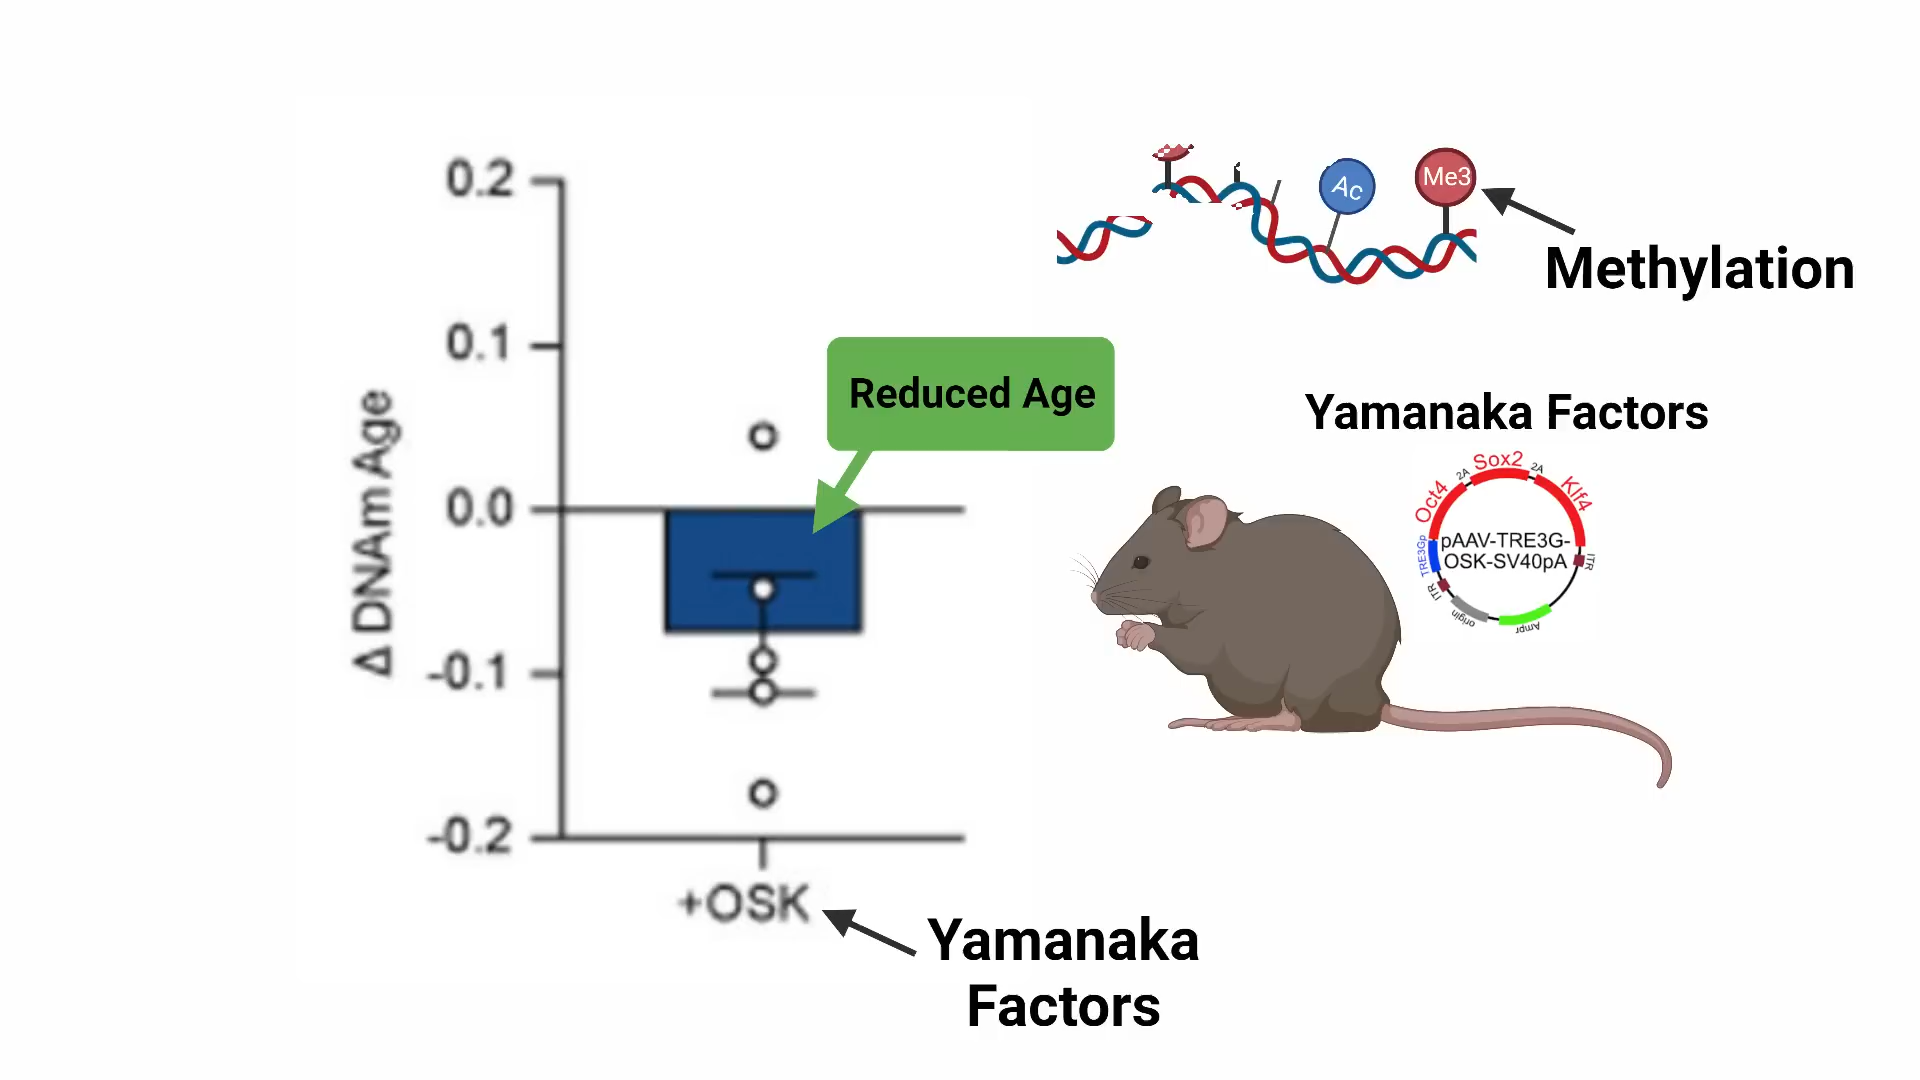 0.2
0.1
0.0
-0.1
-0.2
Δ DNAm Age
+OSK
Reduced Age
Yamanaka
Factors
Ac
Me3
Methylation
Yamanaka Factors
Oct4
2A
Sox2
2A
Klf4
pAAV-TRE3G-
OSK-SV40pA
TRE3Gp
ITR
ITR
origin
Ampr